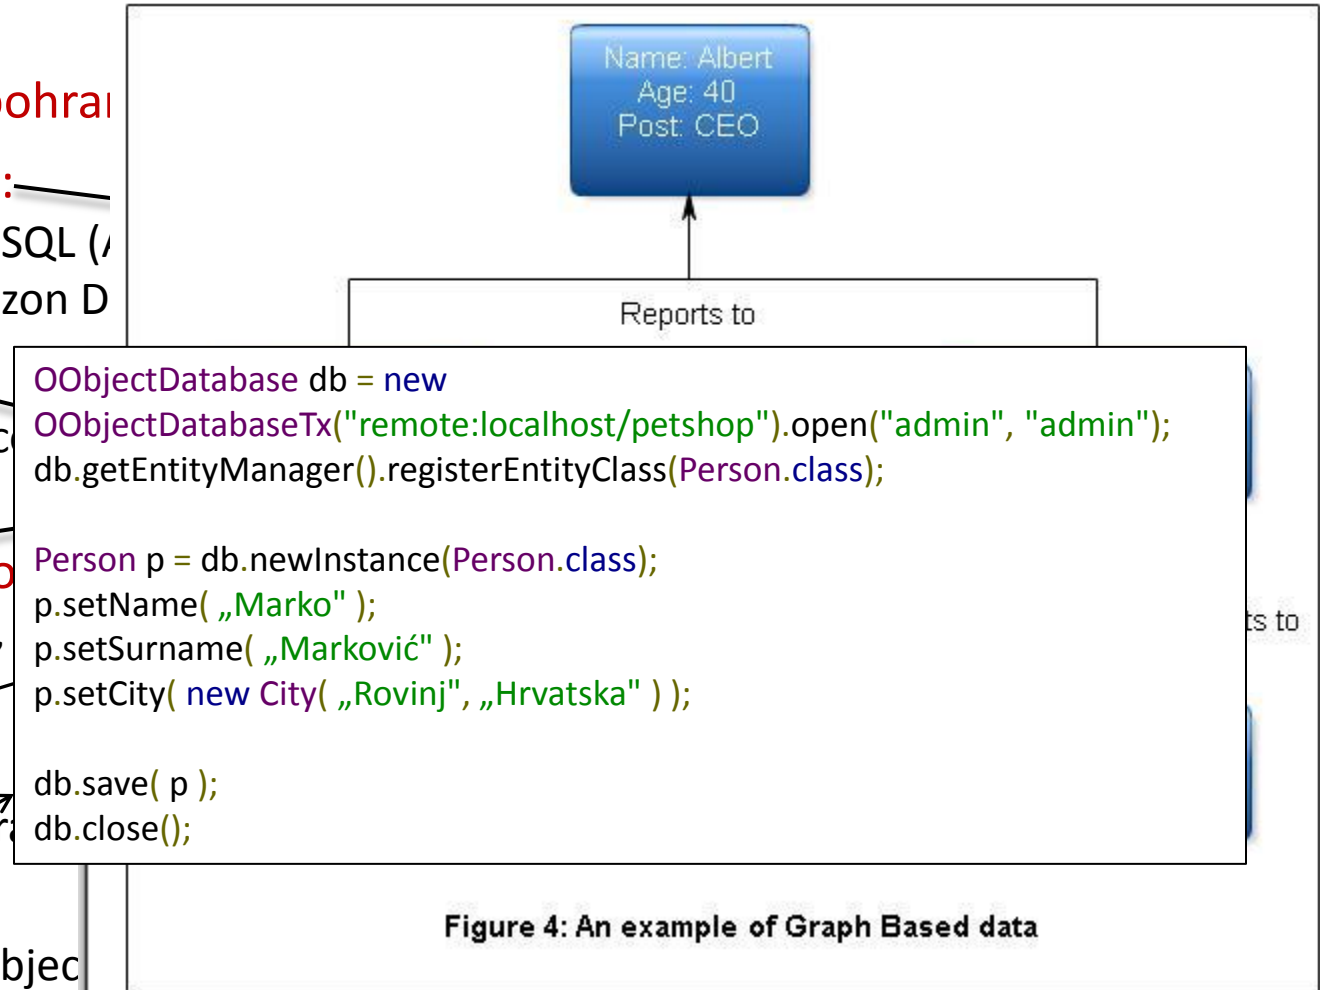 Name: Albert
Age: 40
Post: CEO
:
SQL (
zon D
Reports to
OObjectDatabase db = new
OObjectDatabaseTx("remote:localhost/petshop").open("admin", "admin");
db.getEntityManager().registerEntityClass(Person.class);
Person p = db.newInstance(Person.class);
p.setName( „Marko" );
p.setSurname( „Marković" );
p.setCity( new City( „Rovinj", „Hrvatska" ) );
db.save( p );
db.close();
ts to
Figure 4: An example of Graph Based data
bjec